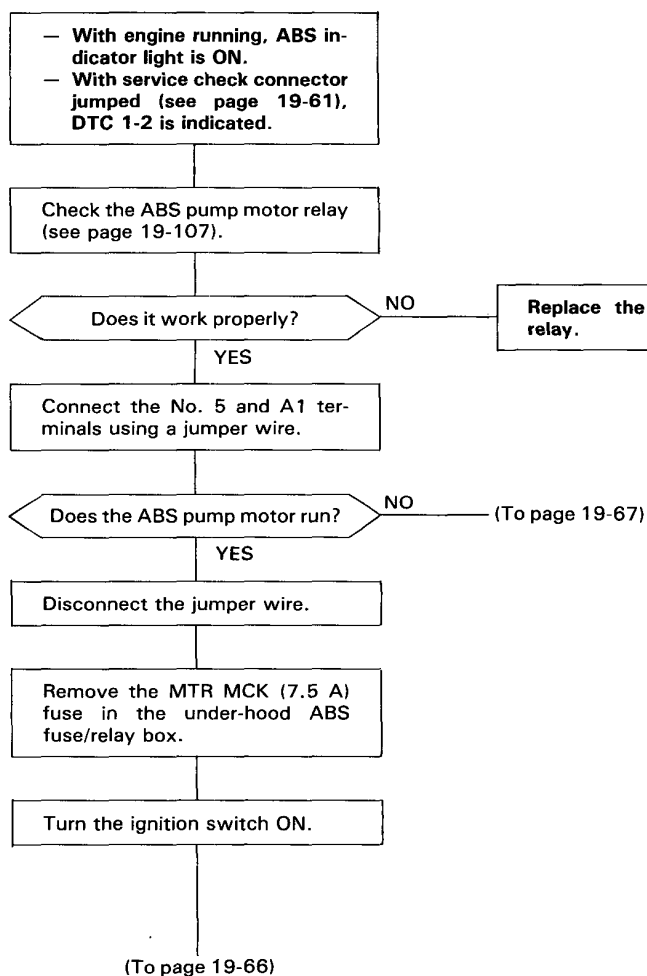 — With engine running, ABS in-
dicator light is ON.
— With service check connector
jumped (see page 19-61),
DTC 1-2 is indicated.
Check the ABS pump motor relay
(see page 19-107).
Does it work properly?
NO
Replace the
relay.
YES
Connect the No. 5 and A1 ter-
minals using a jumper wire.
Does the ABS pump motor run?
NO
(To page 19-67)
YES
Disconnect the jumper wire.
Remove the MTR MCK (7.5 A)
fuse in the under-hood ABS
fuse/relay box.
Turn the ignition switch ON.
(To page 19-66)